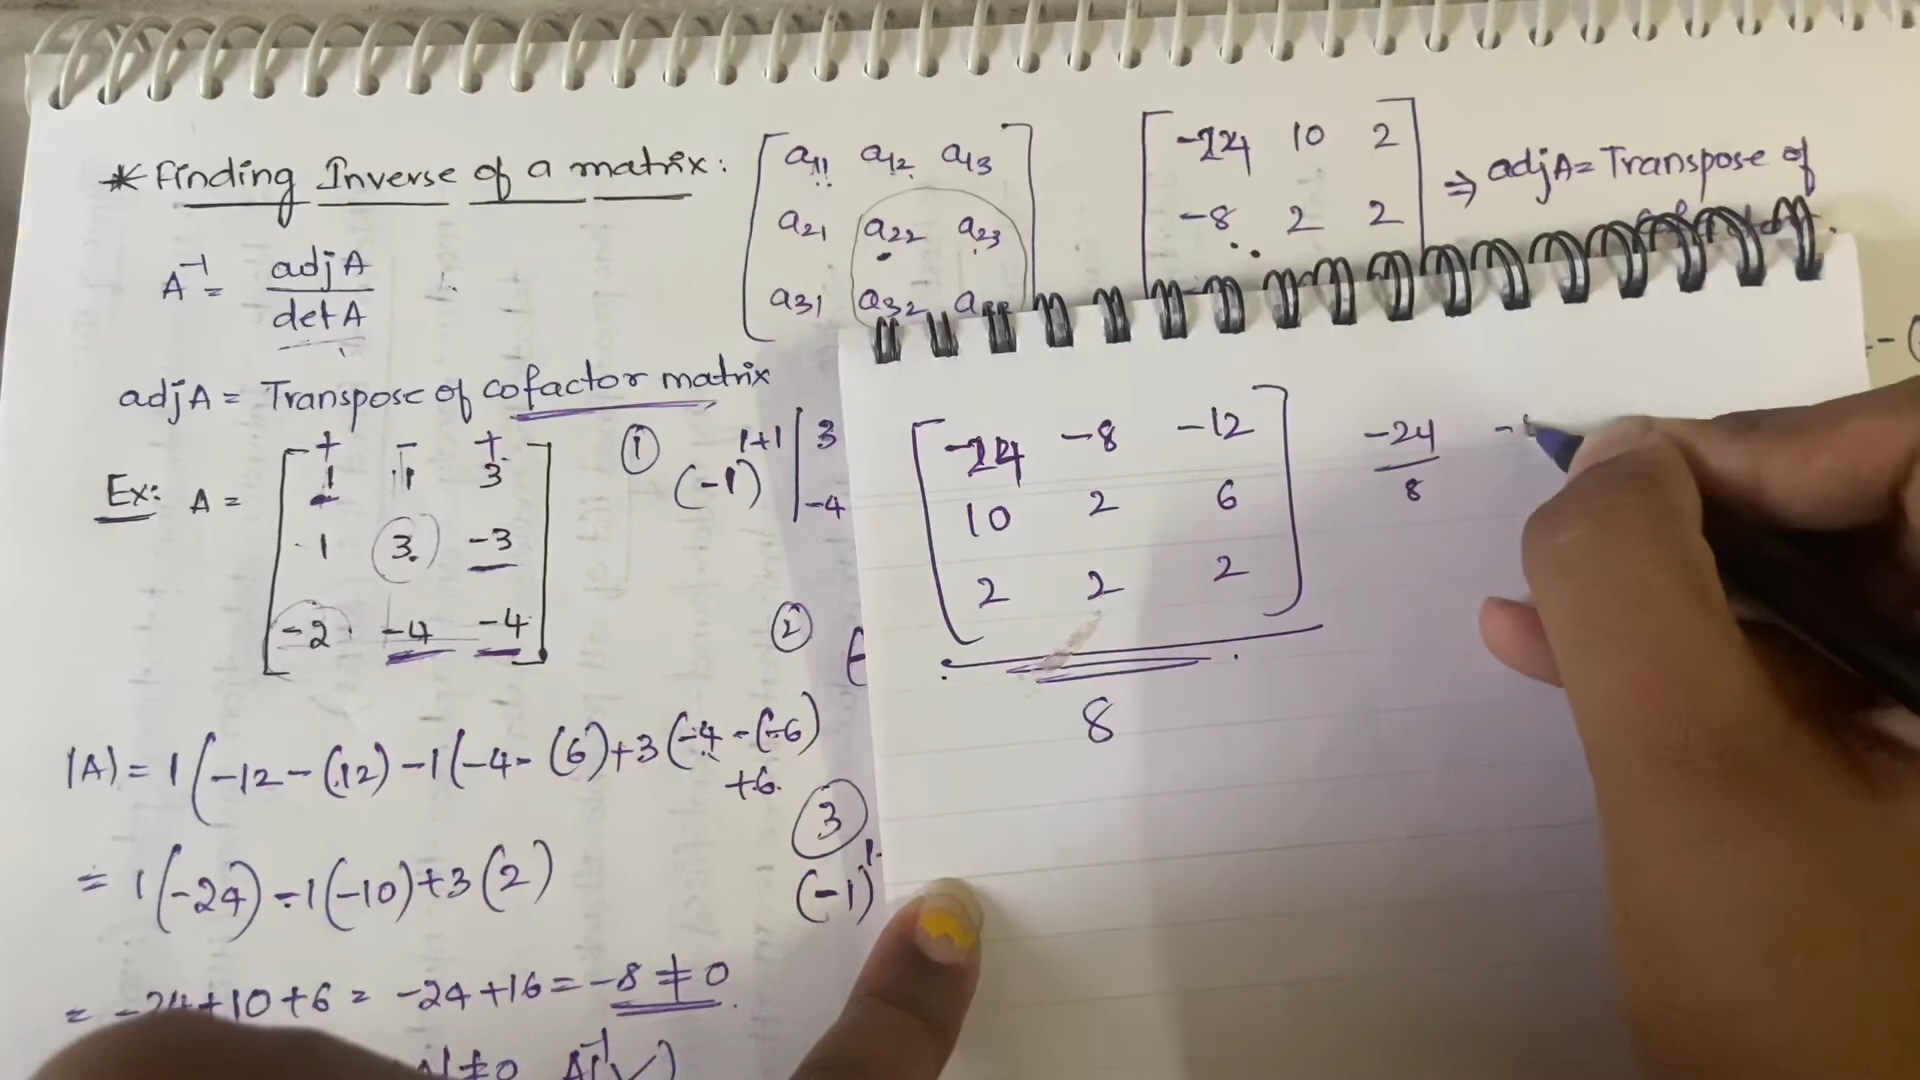 * Finding Inverse of a matrix:
A⁻¹ = adjA / detA
adjA = Transpose of cofactor matrix
a11 a12 a13
a21 a22 a23
a31 a32
-24 10 2
-8 2 2
⇒ adjA = Transpose of
+ - +
Ex: A =
1 1 3
1 3 -3
-2 -4 -4
① (-1)¹⁺¹ | 3
-4
②
|A| = 1(-12-(12)-1(-4-(6)+3(-4-(-6)
+6
= 1(-24)-1(-10)+3(2)
= -24+10+6 = -24+16 = -8 ≠ 0
≠0 A⁻¹ ✓)
③
(-1)
-24 -8 -12
10 2 6
2 2 2
8
-24
8